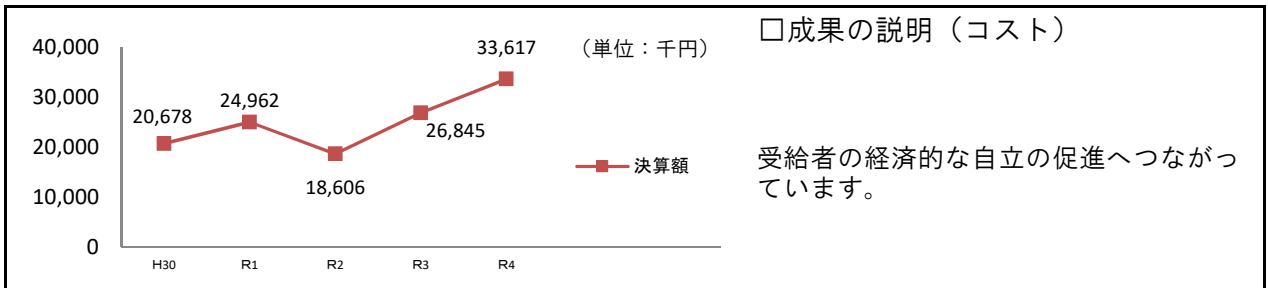 40,000
30,000
20,000
10,000
0
20,678
24,962
18,606
26,845
33,617
H30
R1
R2
R3
R4
（単位：千円）
決算額
□成果の説明（コスト）
受給者の経済的な自立の促進へつながっ
ています。